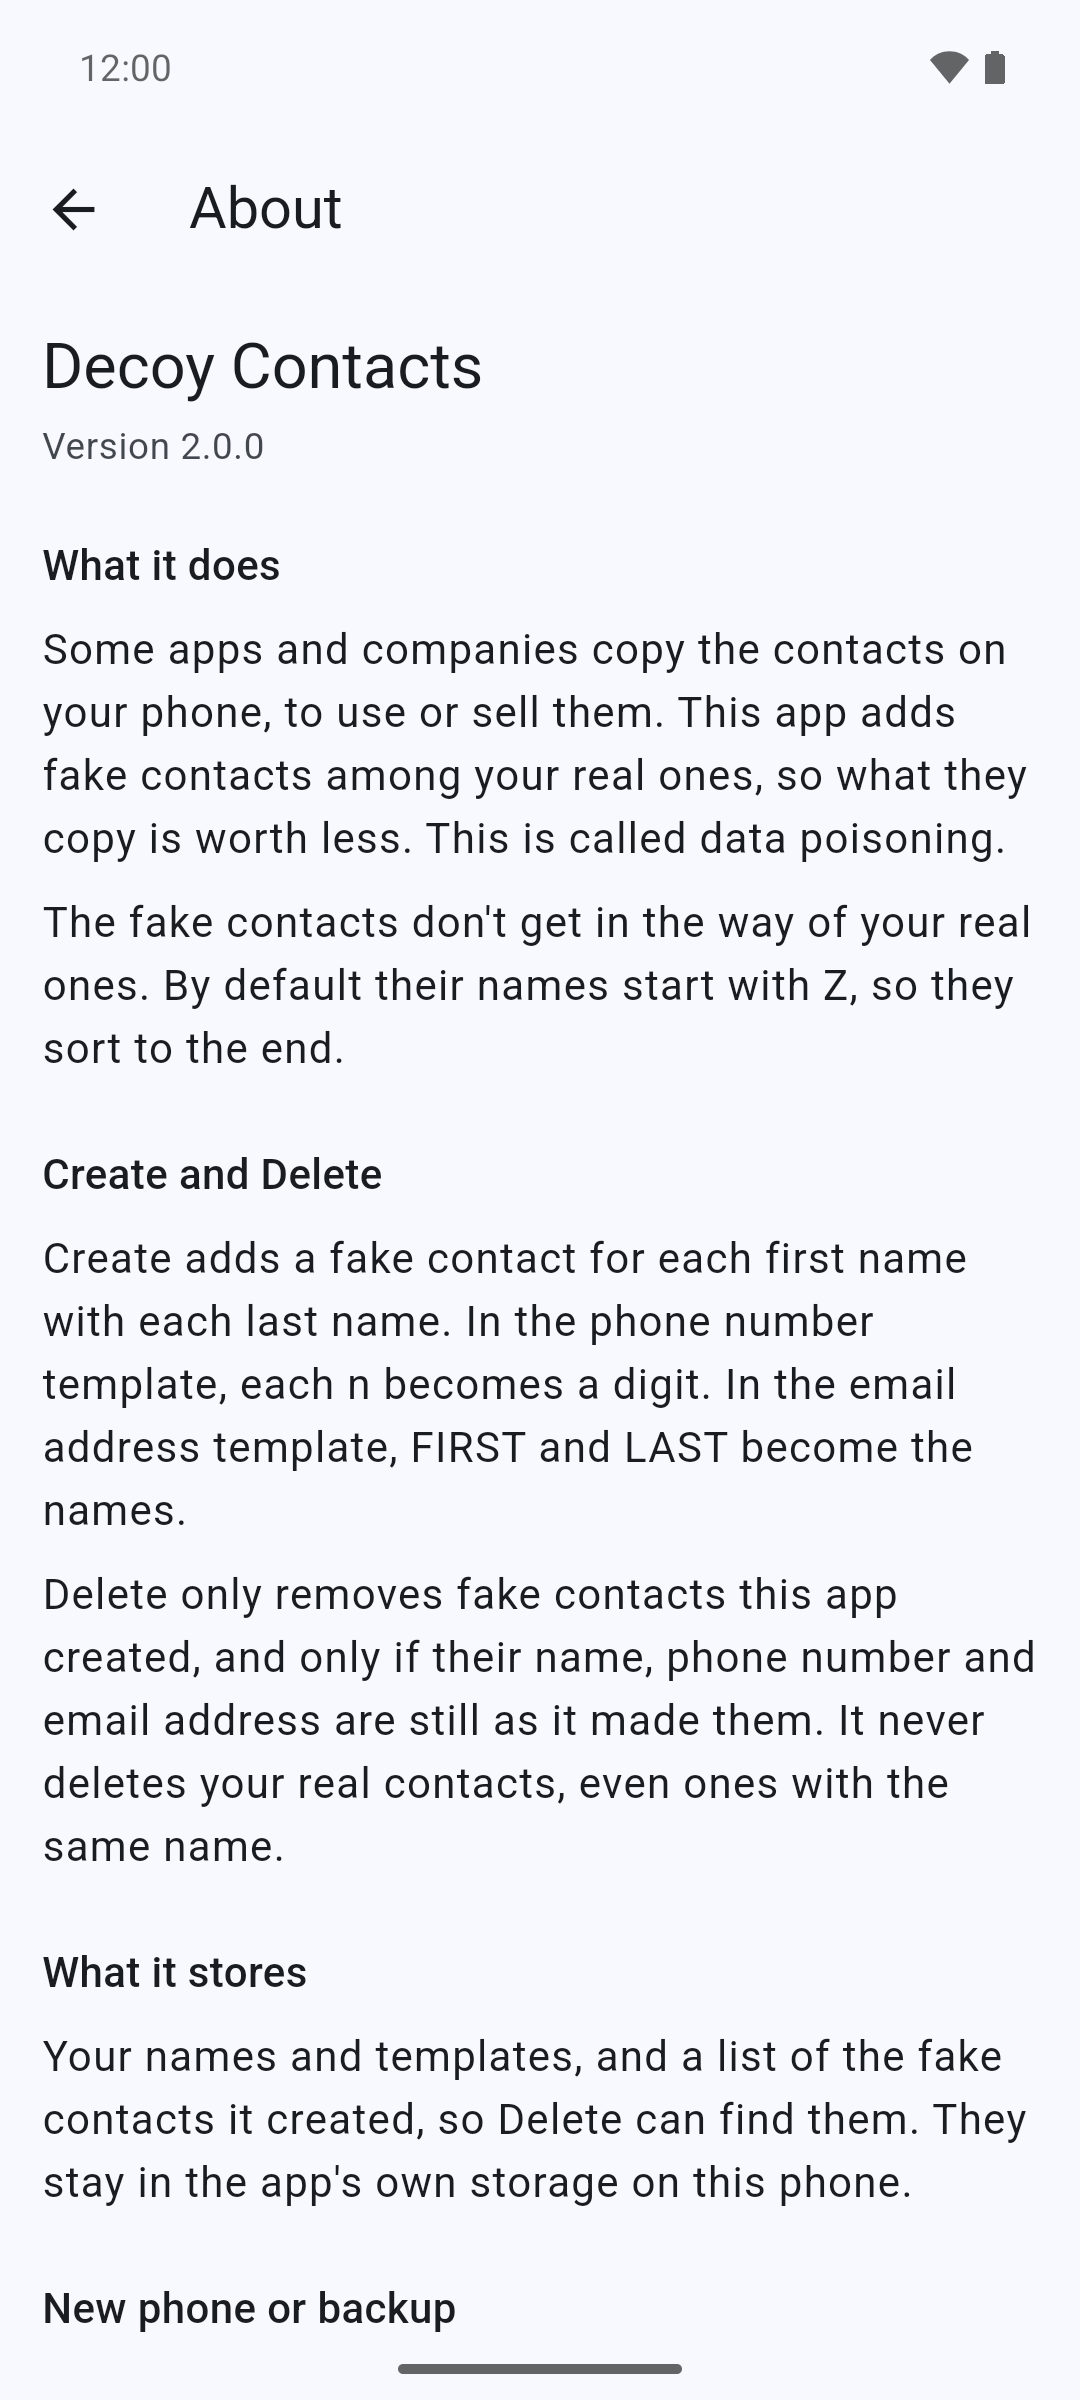 12:00
About
Decoy Contacts
Version 2.0.0
What it does
Some apps and companies copy the contacts on
your phone, to use or sell them. This app adds
fake contacts among your real ones, so what they
copy is worth less. This is called data poisoning.
The fake contacts don't get in the way of your real
ones. By default their names start with Z, so they
sort to the end.
Create and Delete
Create adds a fake contact for each first name
with each last name. In the phone number
template, each n becomes a digit. In the email
address template, FIRST and LAST become the
names.
Delete only removes fake contacts this app
created, and only if their name, phone number and
email address are still as it made them. It never
deletes your real contacts, even ones with the
same name.
What it stores
Your names and templates, and a list of the fake
contacts it created, so Delete can find them. They
stay in the app's own storage on this phone.
New phone or backup